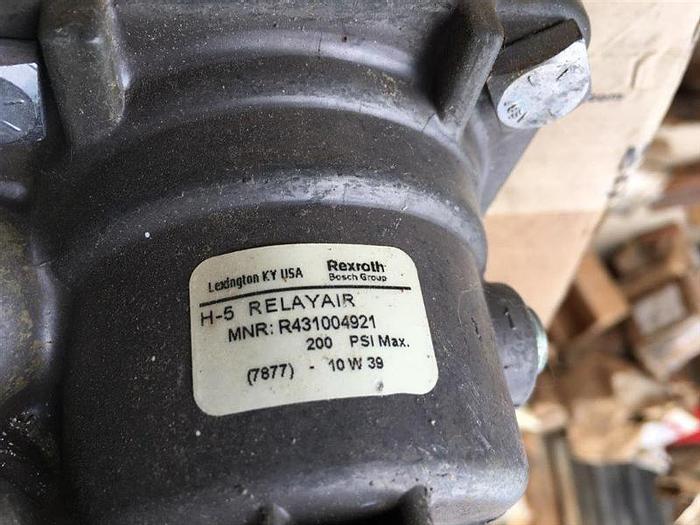 Lexington KY USA Rexroth
Bosch Group
H-5 RELAYAIR
MNR: R431004921
200 PSI Max.
(7877) - 10 W 39